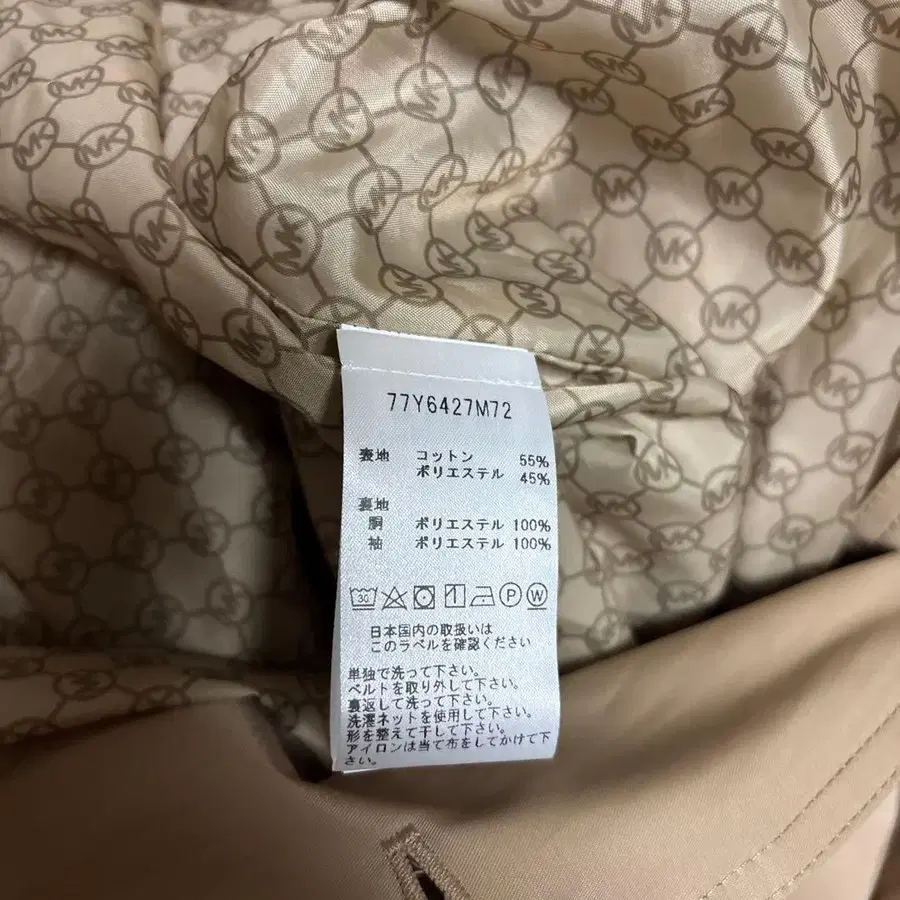 MK
77Y6427M72
表地 コットン 55%
ポリエステル 45%
裏地
胴 ポリエステル 100%
袖 ポリエステル 100%
30 P W
日本国内の取扱いは
このラベルを確認ください
単独で洗って下さい。
ベルトを取り外して下さい。
裏返して洗って下さい。
洗濯ネットを使用して下さい。
形を整えて干して下さい。
アイロンは当て布をしてかけて下
さい。